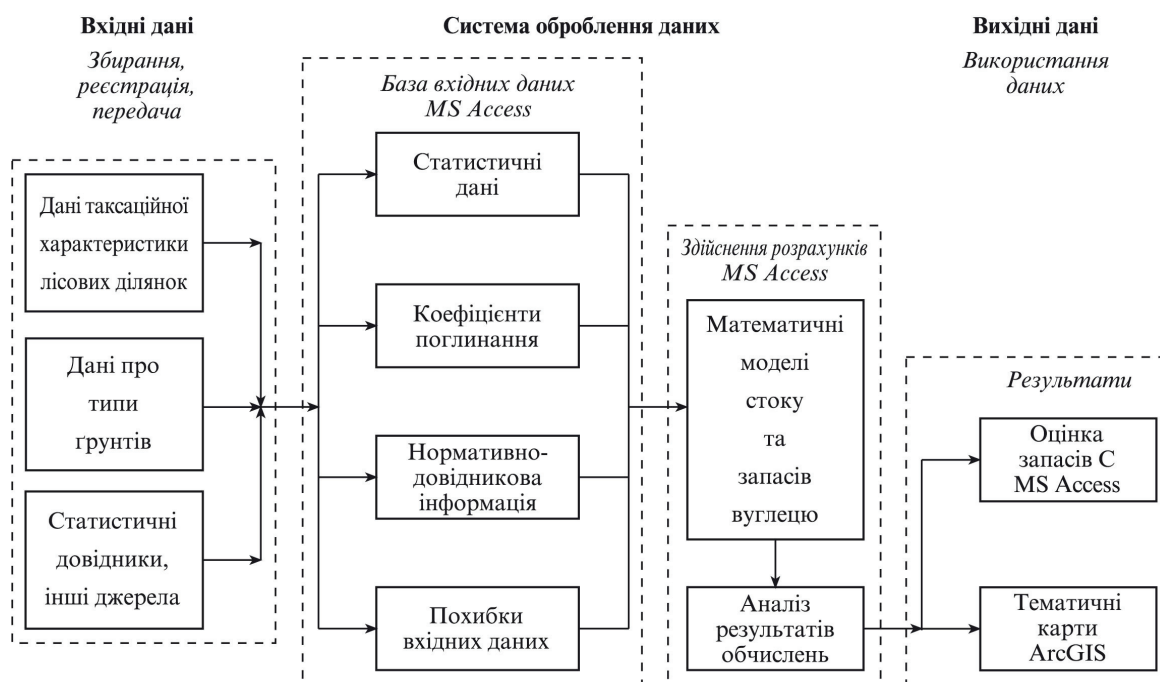 Вхідні дані
Збирання,
реєстрація,
передача
Дані таксаційної
характеристики
лісових ділянок
Дані про
типи
ґрунтів
Статистичні
довідники,
інші джерела
Система оброблення даних
База вхідних даних
MS Access
Статистичні
дані
Коефіцієнти
поглинання
Нормативно-
довідникова
інформація
Похибки
вхідних даних
Здійснення розрахунків
MS Access
Математичні
моделі
стоку
та
запасів
вуглецю
Аналіз
результатів
обчислень
Вихідні дані
Використання
даних
Результати
Оцінка
запасів С
MS Access
Тематичні
карти
ArcGIS